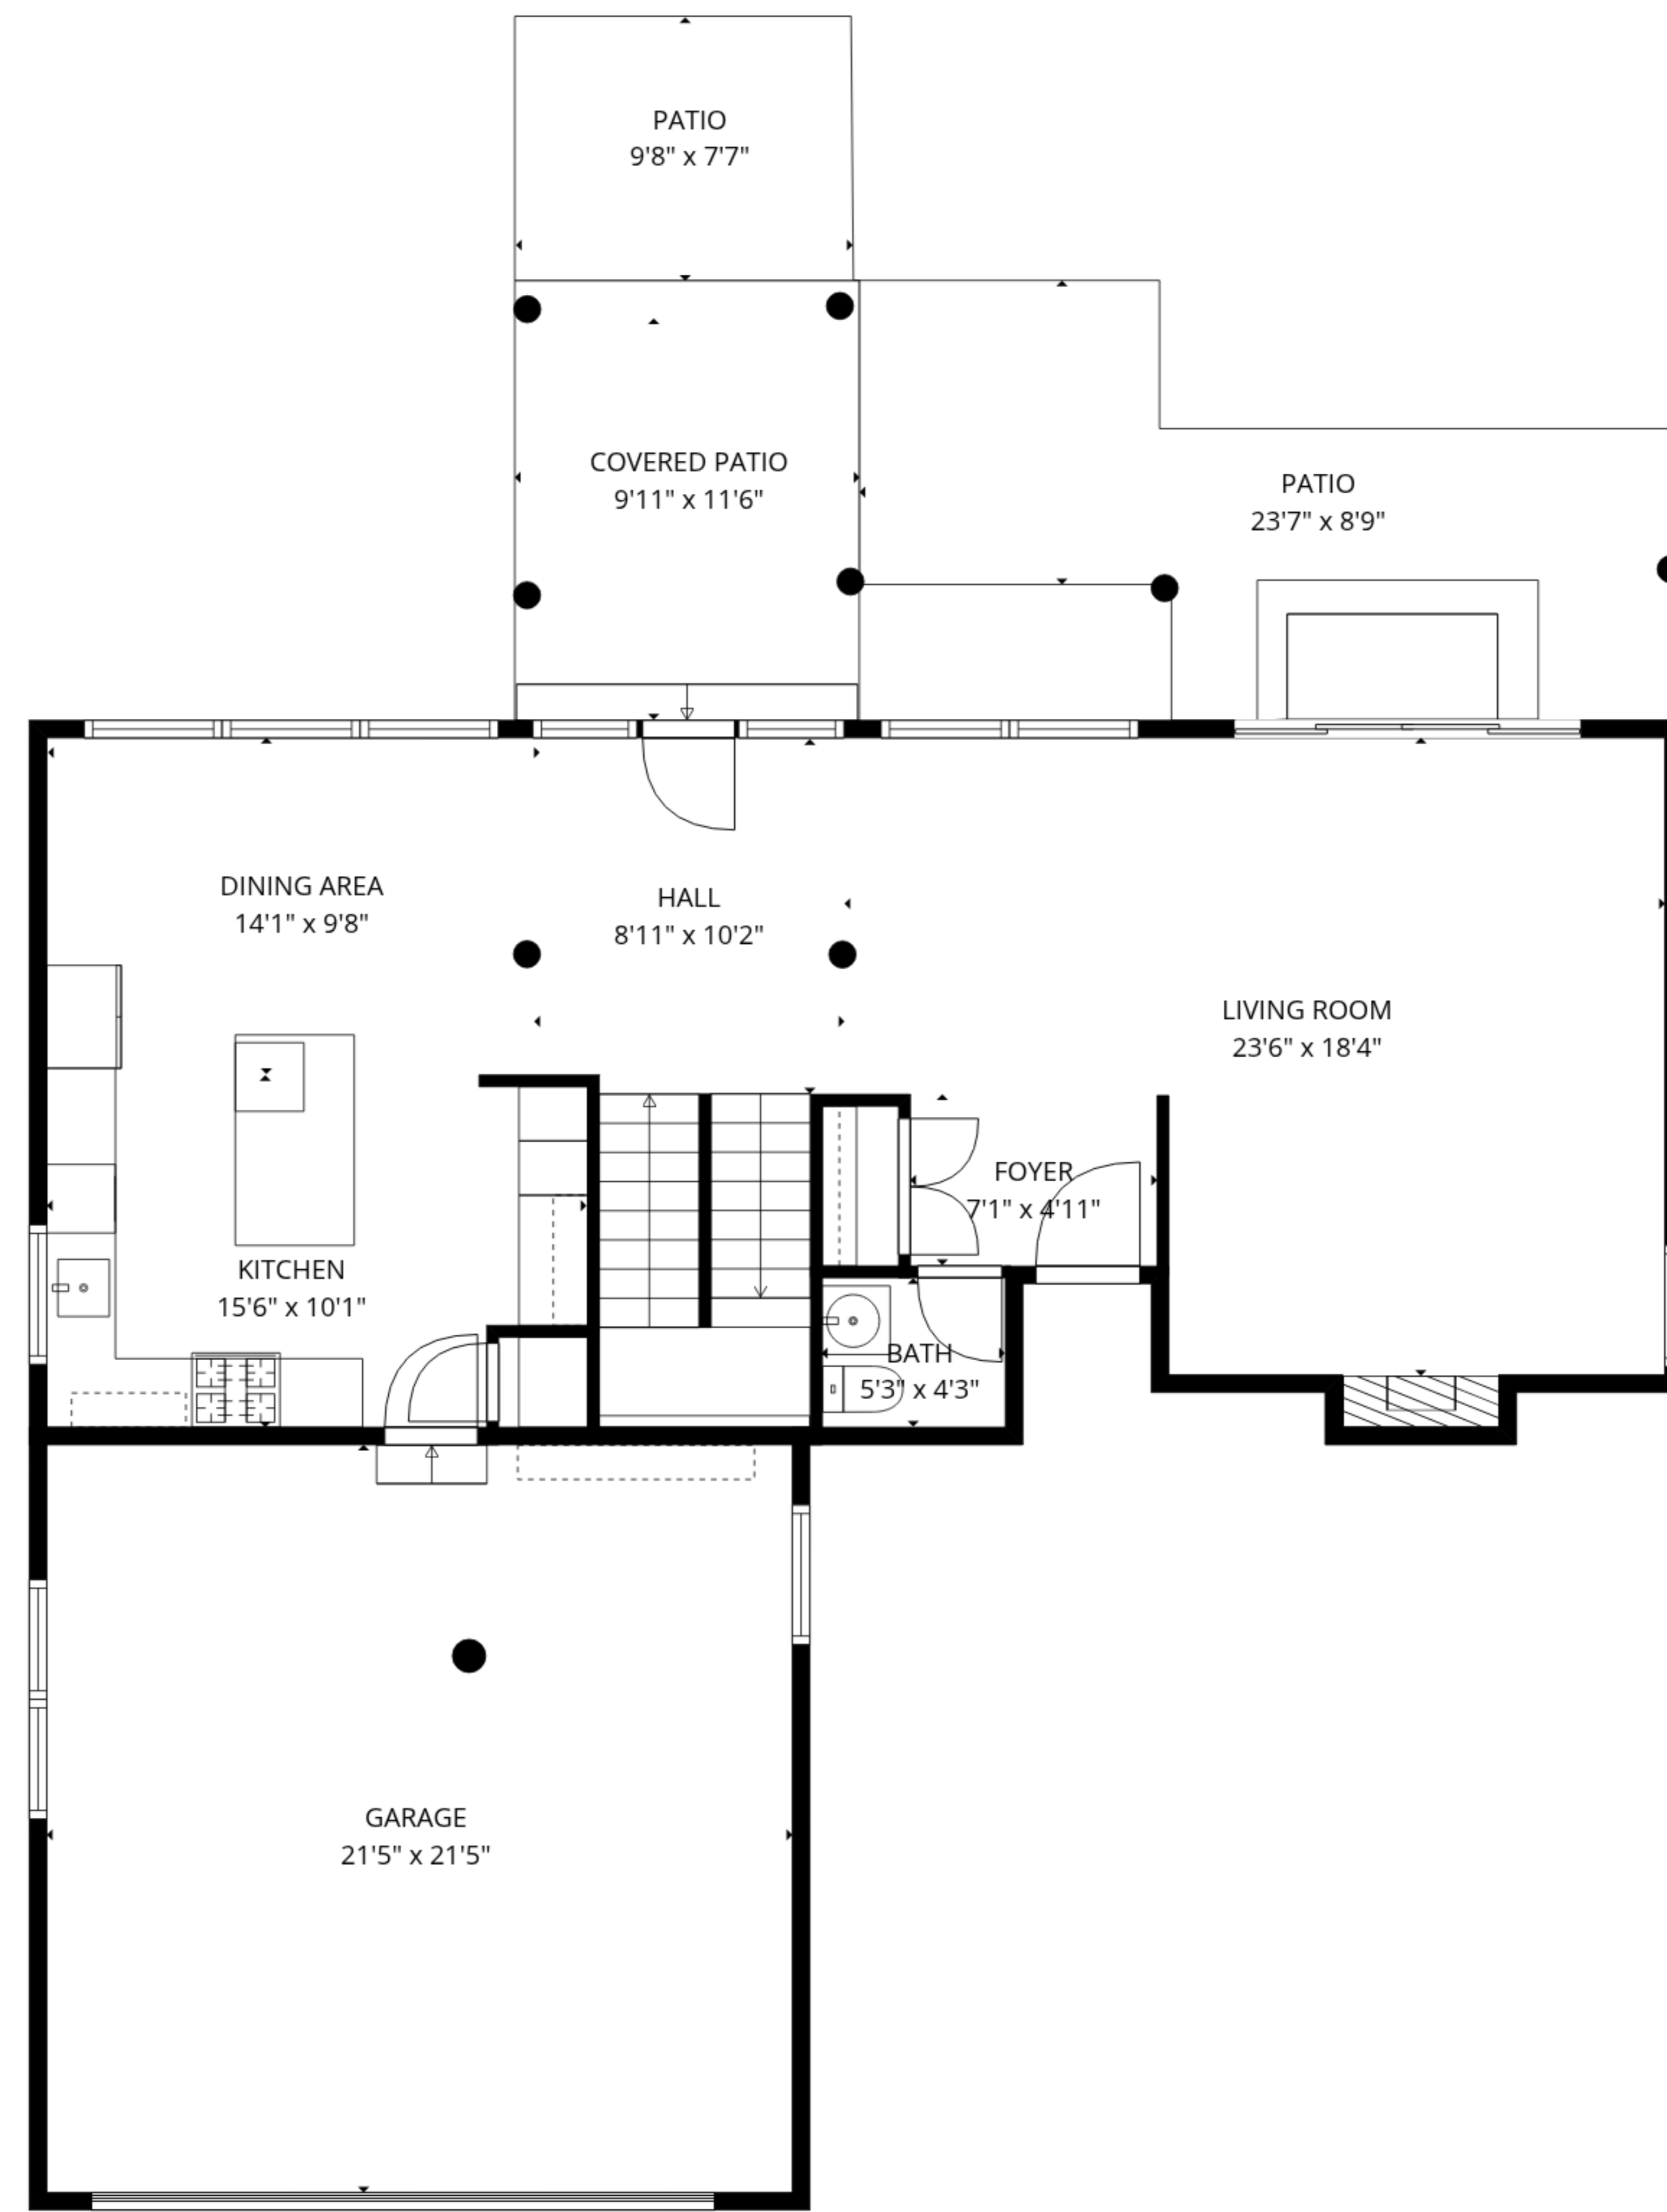 PATIO
9'8" x 7'7"
COVERED PATIO
9'11" x 11'6"
PATIO
23'7" x 8'9"
DINING AREA
14'1" x 9'8"
HALL
8'11" x 10'2"
LIVING ROOM
23'6" x 18'4"
FOYER
7'1" x 4'11"
KITCHEN
15'6" x 10'1"
BATH
5'3" x 4'3"
GARAGE
21'5" x 21'5"